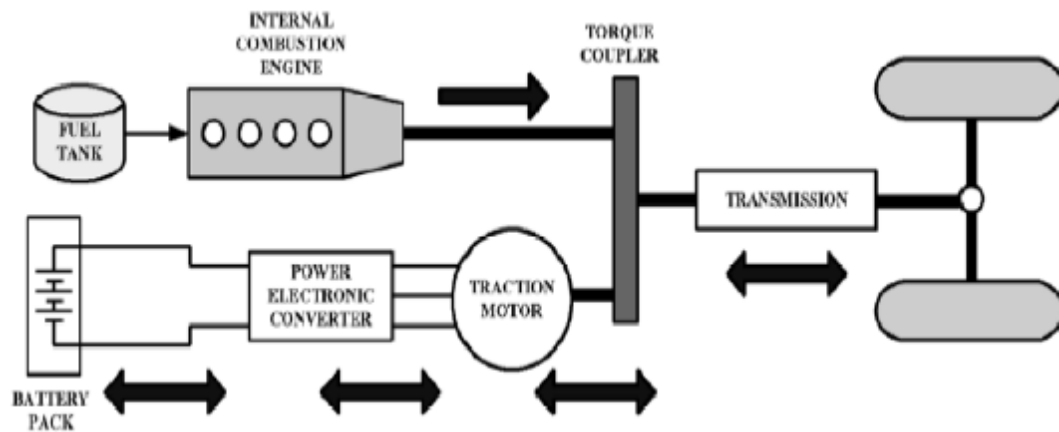 INTERNAL
COMBUSTION
ENGINE
TORQUE
COUPLER
FUEL
TANK
TRANSMISSION
POWER
ELECTRONIC
CONVERTER
TRACTION
MOTOR
BATTERY
PACK